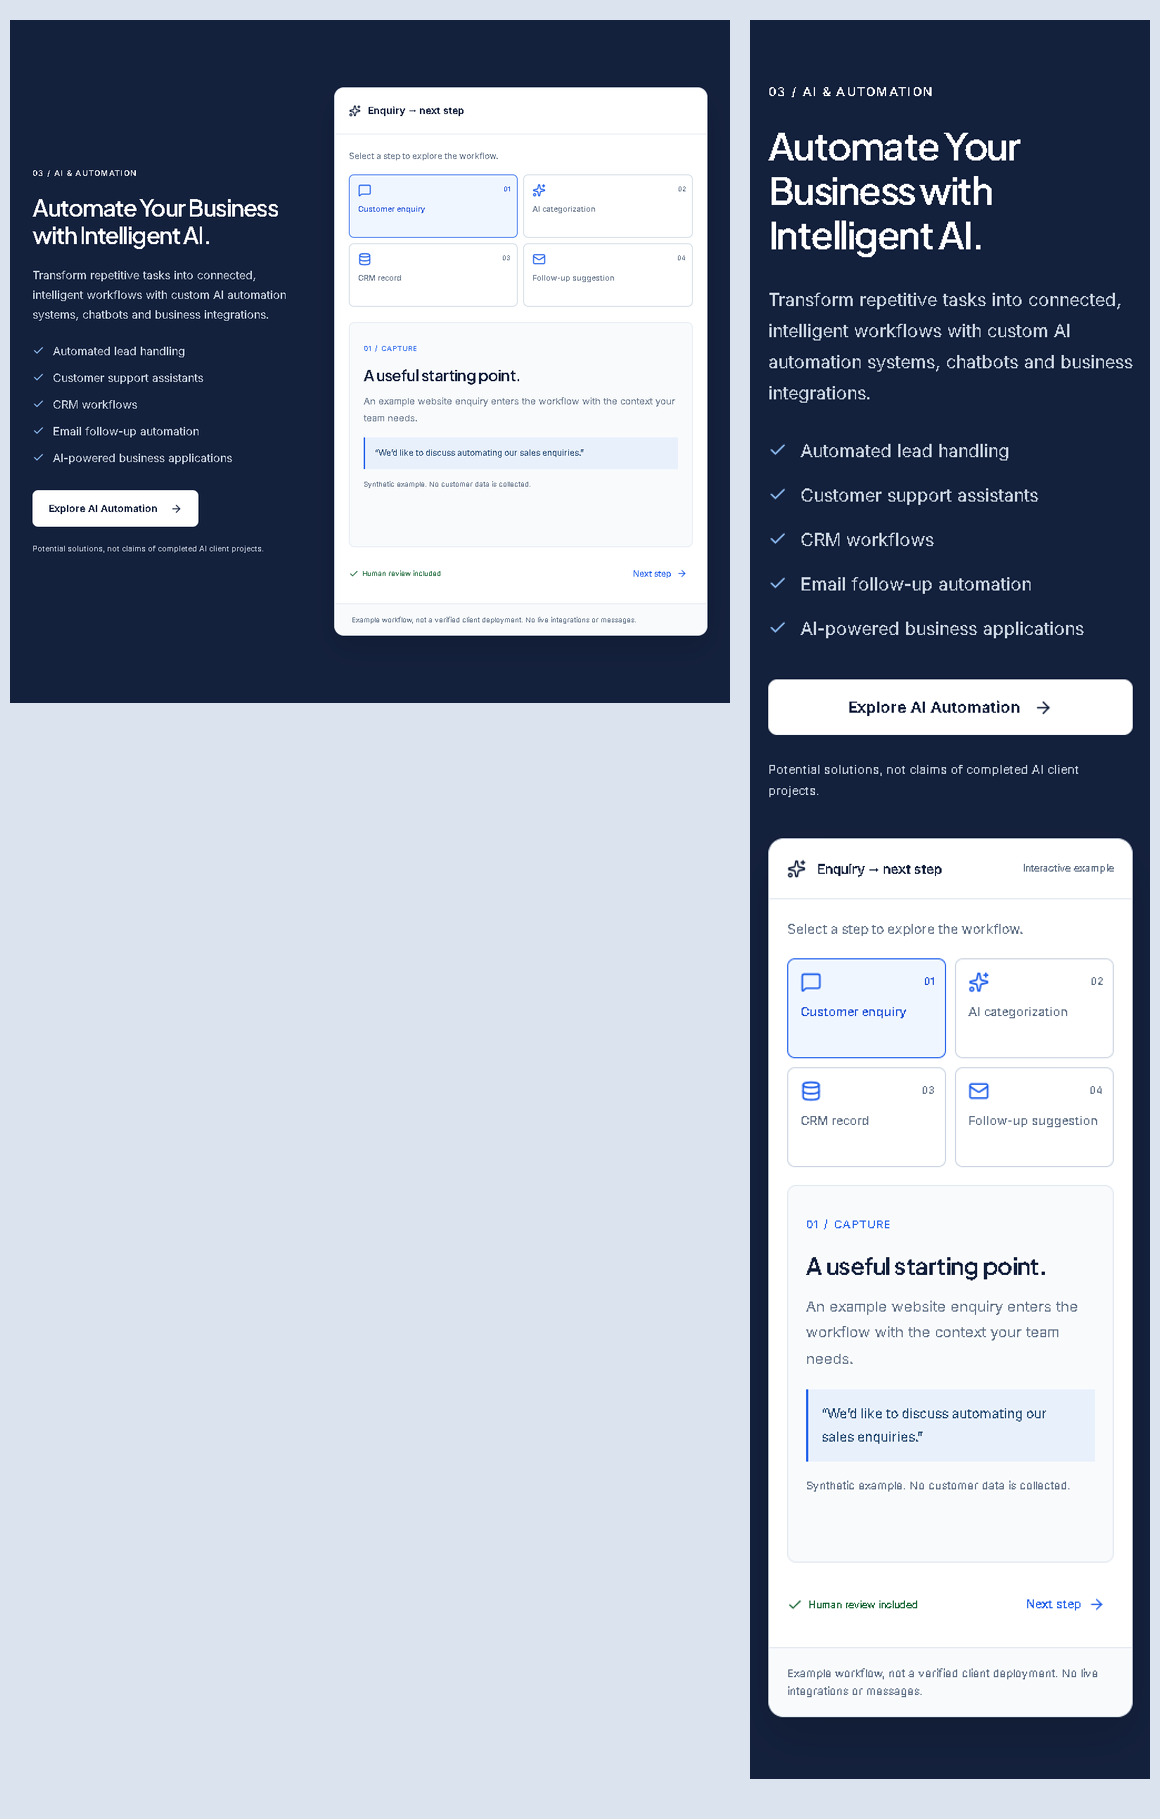 03 / AI & AUTOMATION
Automate Your Business
with Intelligent AI.
Transform repetitive tasks into connected,
intelligent workflows with custom AI automation
systems, chatbots and business integrations.
Automated lead handling
Customer support assistants
CRM workflows
Email follow-up automation
AI-powered business applications
Explore AI Automation →
Potential solutions, not claims of completed AI client projects.
Enquiry → next step
Select a step to explore the workflow.
01
Customer enquiry
02
AI categorization
03
CRM record
04
Follow-up suggestion
01 / CAPTURE
A useful starting point.
An example website enquiry enters the workflow with the context your
team needs.
“We’d like to discuss automating our sales enquiries.”
Synthetic example. No customer data is collected.
Human review included
Next step →
Example workflow, not a verified client deployment. No live integrations or messages.
03 / AI & AUTOMATION
Automate Your
Business with
Intelligent AI.
Transform repetitive tasks into connected,
intelligent workflows with custom AI
automation systems, chatbots and business
integrations.
Automated lead handling
Customer support assistants
CRM workflows
Email follow-up automation
AI-powered business applications
Explore AI Automation →
Potential solutions, not claims of completed AI client
projects.
Enquiry → next step
Interactive example
Select a step to explore the workflow.
01
Customer enquiry
02
AI categorization
03
CRM record
04
Follow-up suggestion
01 / CAPTURE
A useful starting point.
An example website enquiry enters the
workflow with the context your team
needs.
“We’d like to discuss automating our
sales enquiries.”
Synthetic example. No customer data is collected.
Human review included
Next step →
Example workflow, not a verified client deployment. No live
integrations or messages.